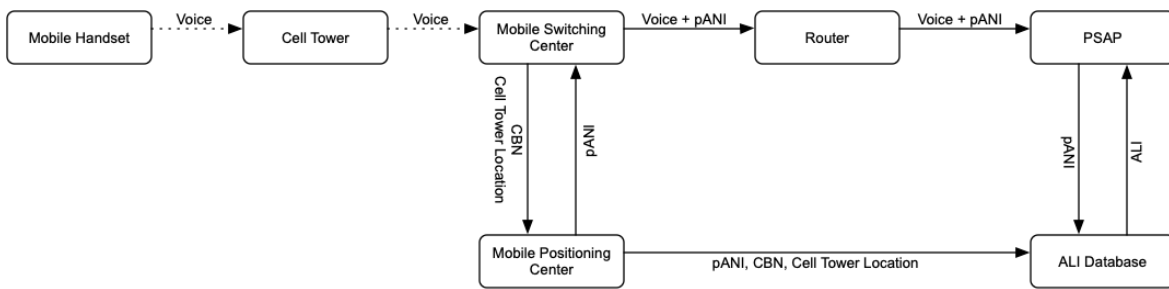 Voice
Voice
Voice + pANI
Voice + pANI
Mobile Handset
Cell Tower
Mobile Switching
Center
Router
PSAP
CBN
Cell Tower Location
pANI
pANI
ALI
Mobile Positioning
Center
pANI, CBN, Cell Tower Location
ALI Database